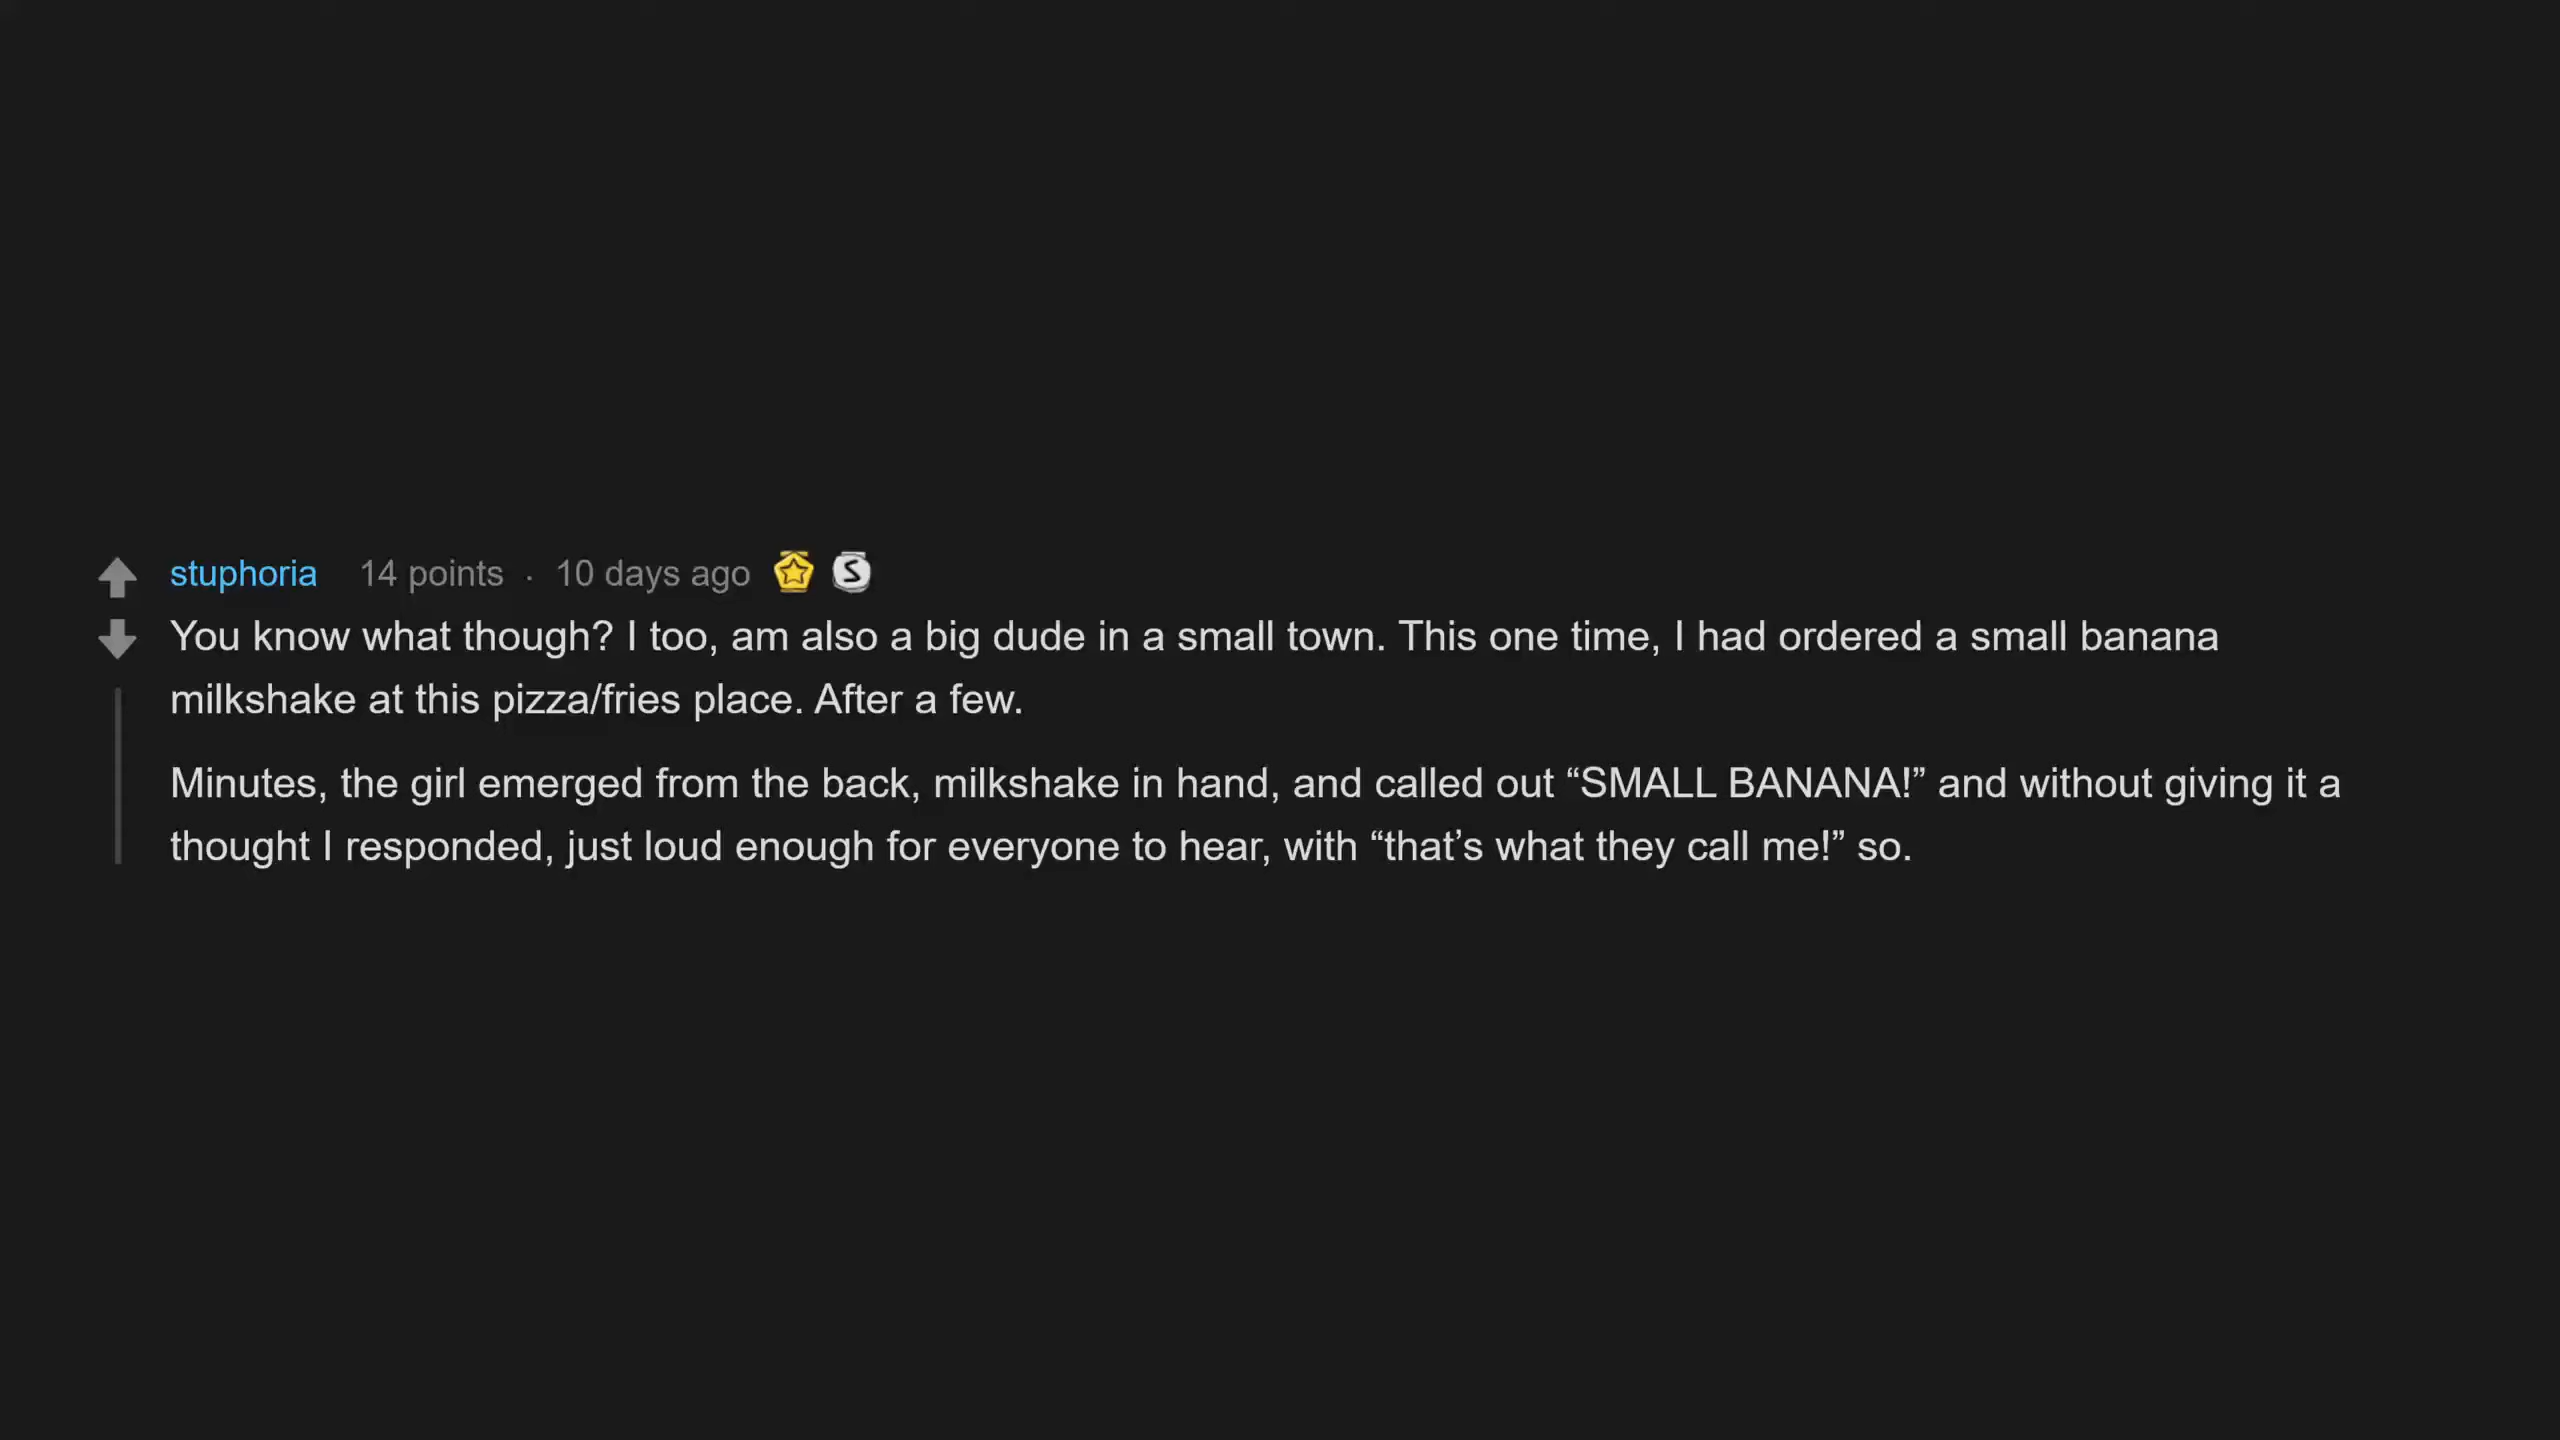 stuphoria 14 points · 10 days ago
You know what though? I too, am also a big dude in a small town. This one time, I had ordered a small banana
milkshake at this pizza/fries place. After a few.
Minutes, the girl emerged from the back, milkshake in hand, and called out “SMALL BANANA!” and without giving it a
thought I responded, just loud enough for everyone to hear, with “that’s what they call me!” so.